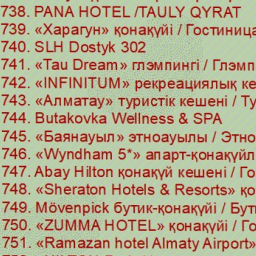 738. PANA HOTEL /TAULY QYRAT
739. «Харагун» қонақүйі / Гостиница
740. SLH Dostyk 302
741. «Tau Dream» глэмпингі / Глэмп
742. «INFINITUM» рекреациялық ке
743. «Алматау» туристік кешені / Ту
744. Butakovka Wellness & SPA
745. «Баянауыл» этноауылы / Этно
746. «Wyndham 5*» апарт-қонақүйл
747. Abay Hilton қонақүй кешені / Го
748. «Sheraton Hotels & Resorts» қо
749. Mövenpick бутик-қонақүйі / Бут
750. «ZUMMA HOTEL» қонақүйі / Го
751. «Ramazan hotel Almaty Airport»